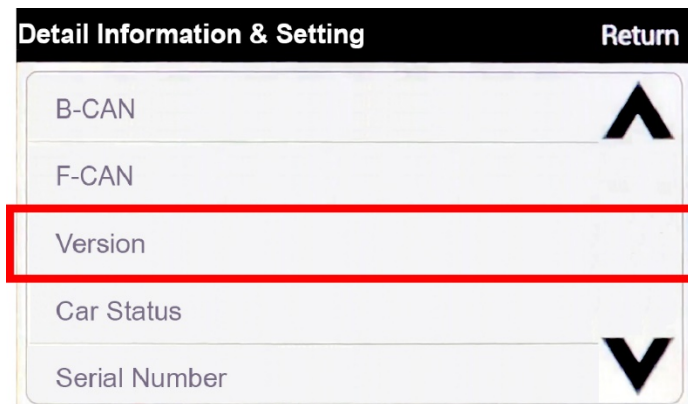 Detail Information & Setting Return
B-CAN
F-CAN
Version
Car Status
Serial Number